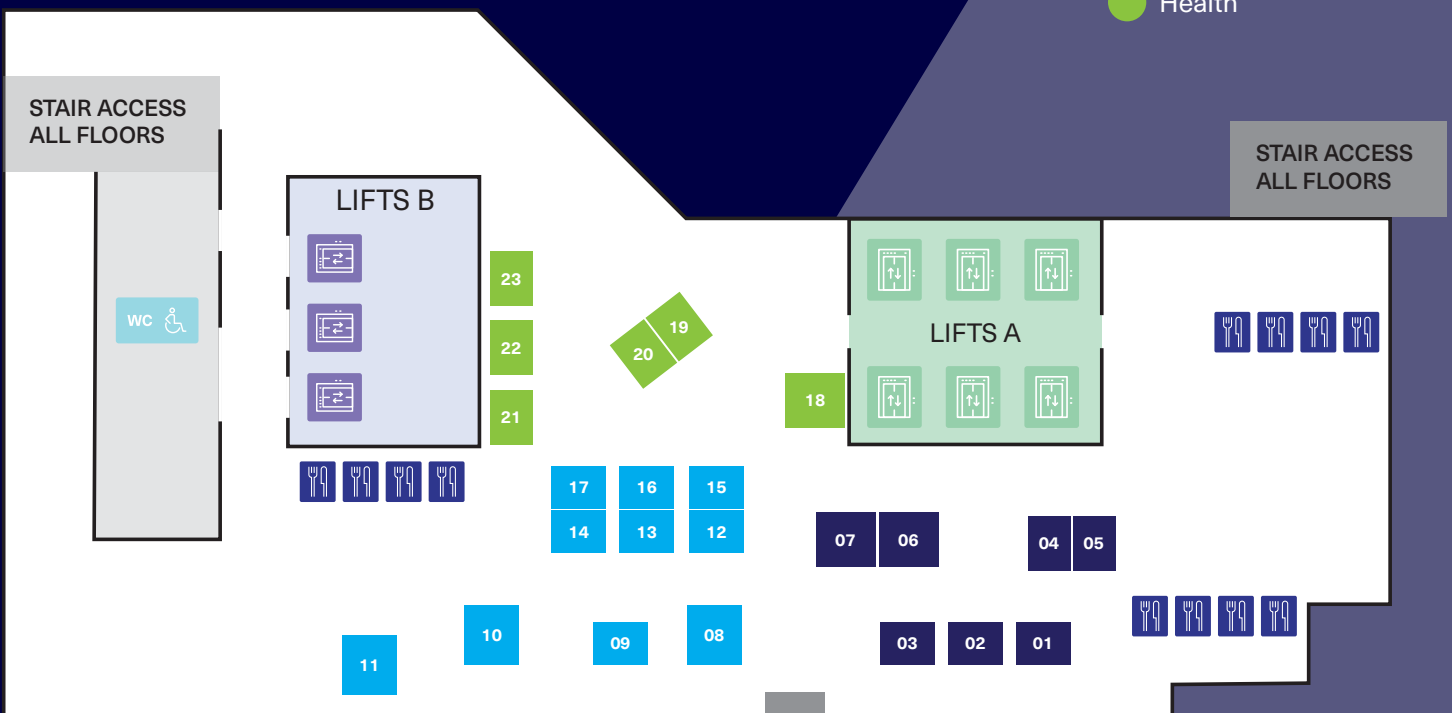 Health
STAIR ACCESS
ALL FLOORS
STAIR ACCESS
ALL FLOORS
LIFTS B
WC
23
22
21
19
20
LIFTS A
18
17
16
15
14
13
12
07
06
04
05
11
10
09
08
03
02
01